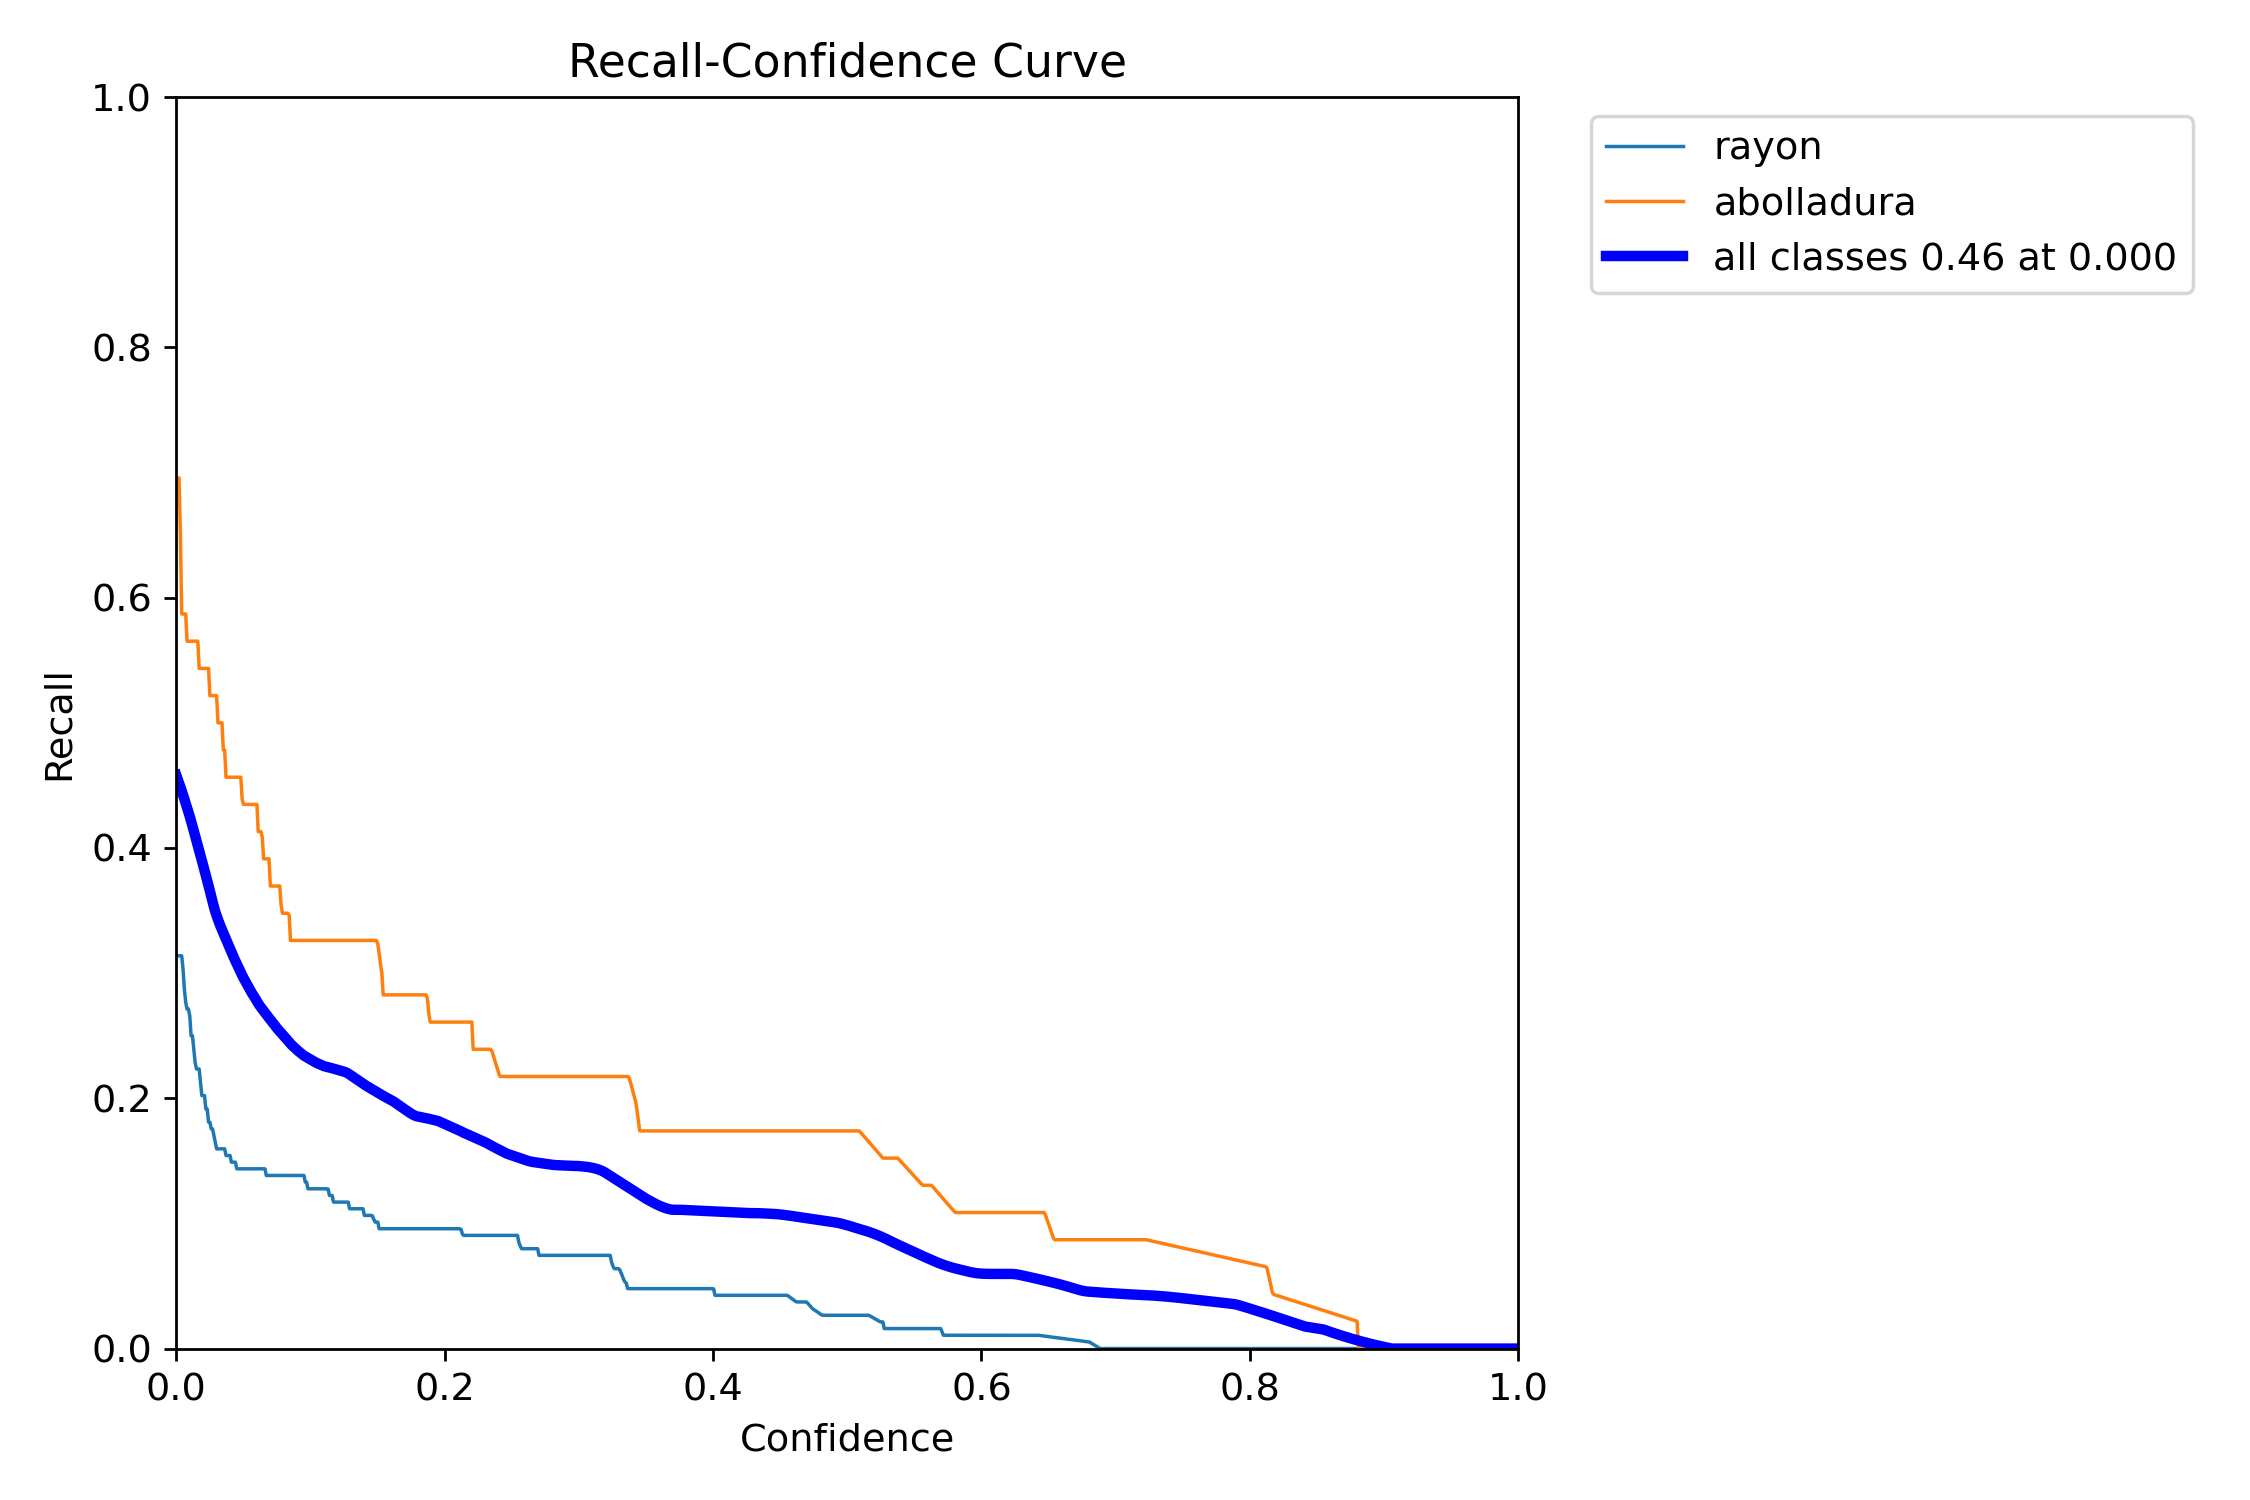 Recall-Confidence Curve
1.0
0.8
0.6
0.4
0.2
0.0
Recall
0.0 0.2 0.4 0.6 0.8 1.0
Confidence
rayon
abolladura
all classes 0.46 at 0.000